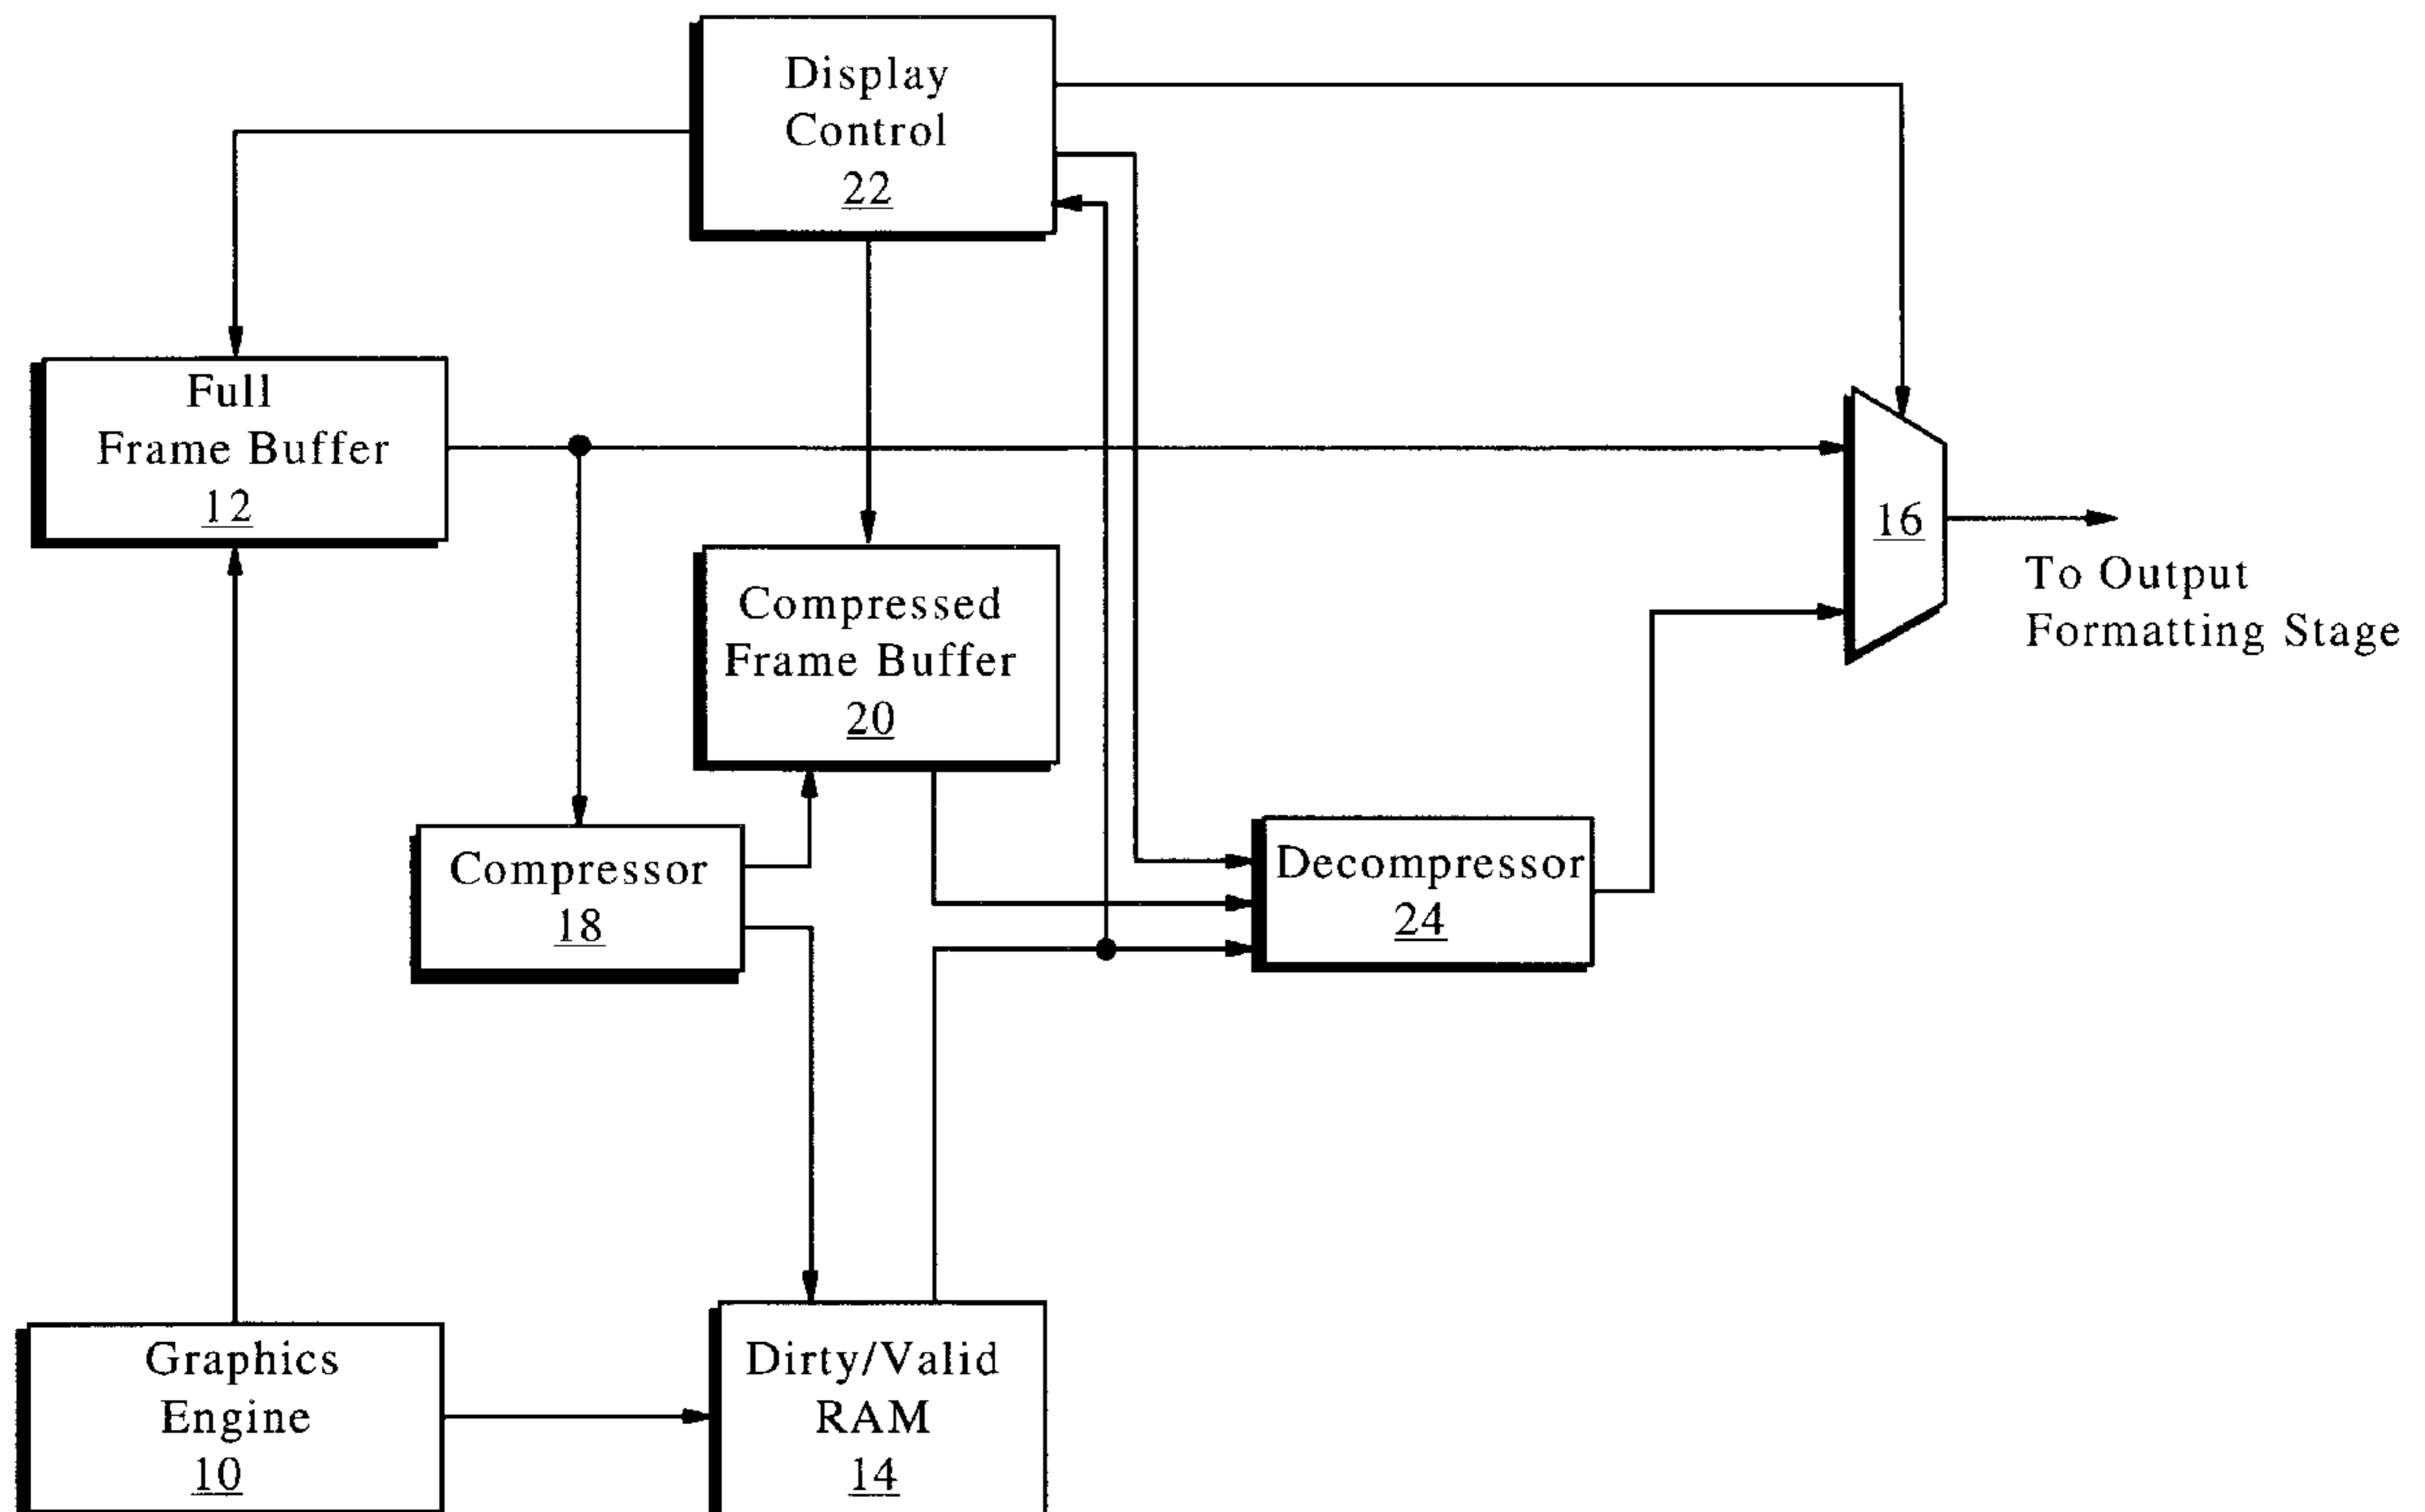 Display
Control
22
Full
Frame Buffer
12
16
To Output
Formatting Stage
Compressed
Frame Buffer
20
Compressor
18
Decompressor
24
Graphics
Engine
10
Dirty/Valid
RAM
14